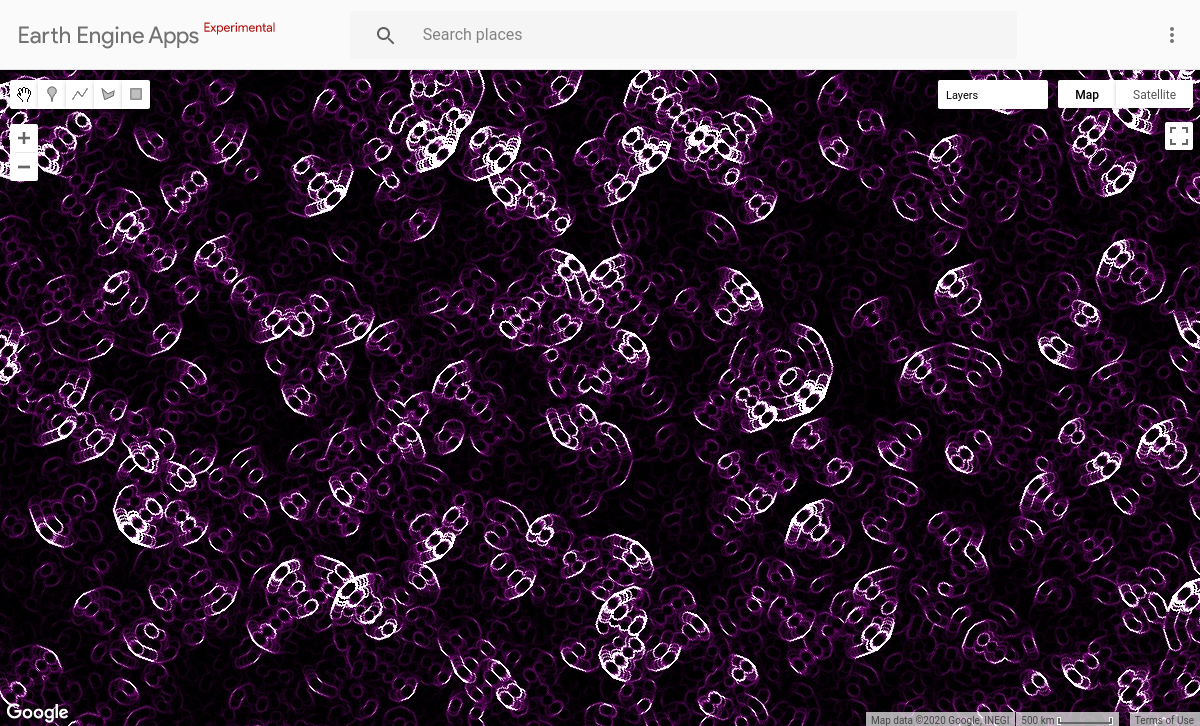 Earth Engine Apps Experimental
Search places
Layers
Map
Satellite
Google
Map data ©2020 Google, INEGI
500 km
Terms of